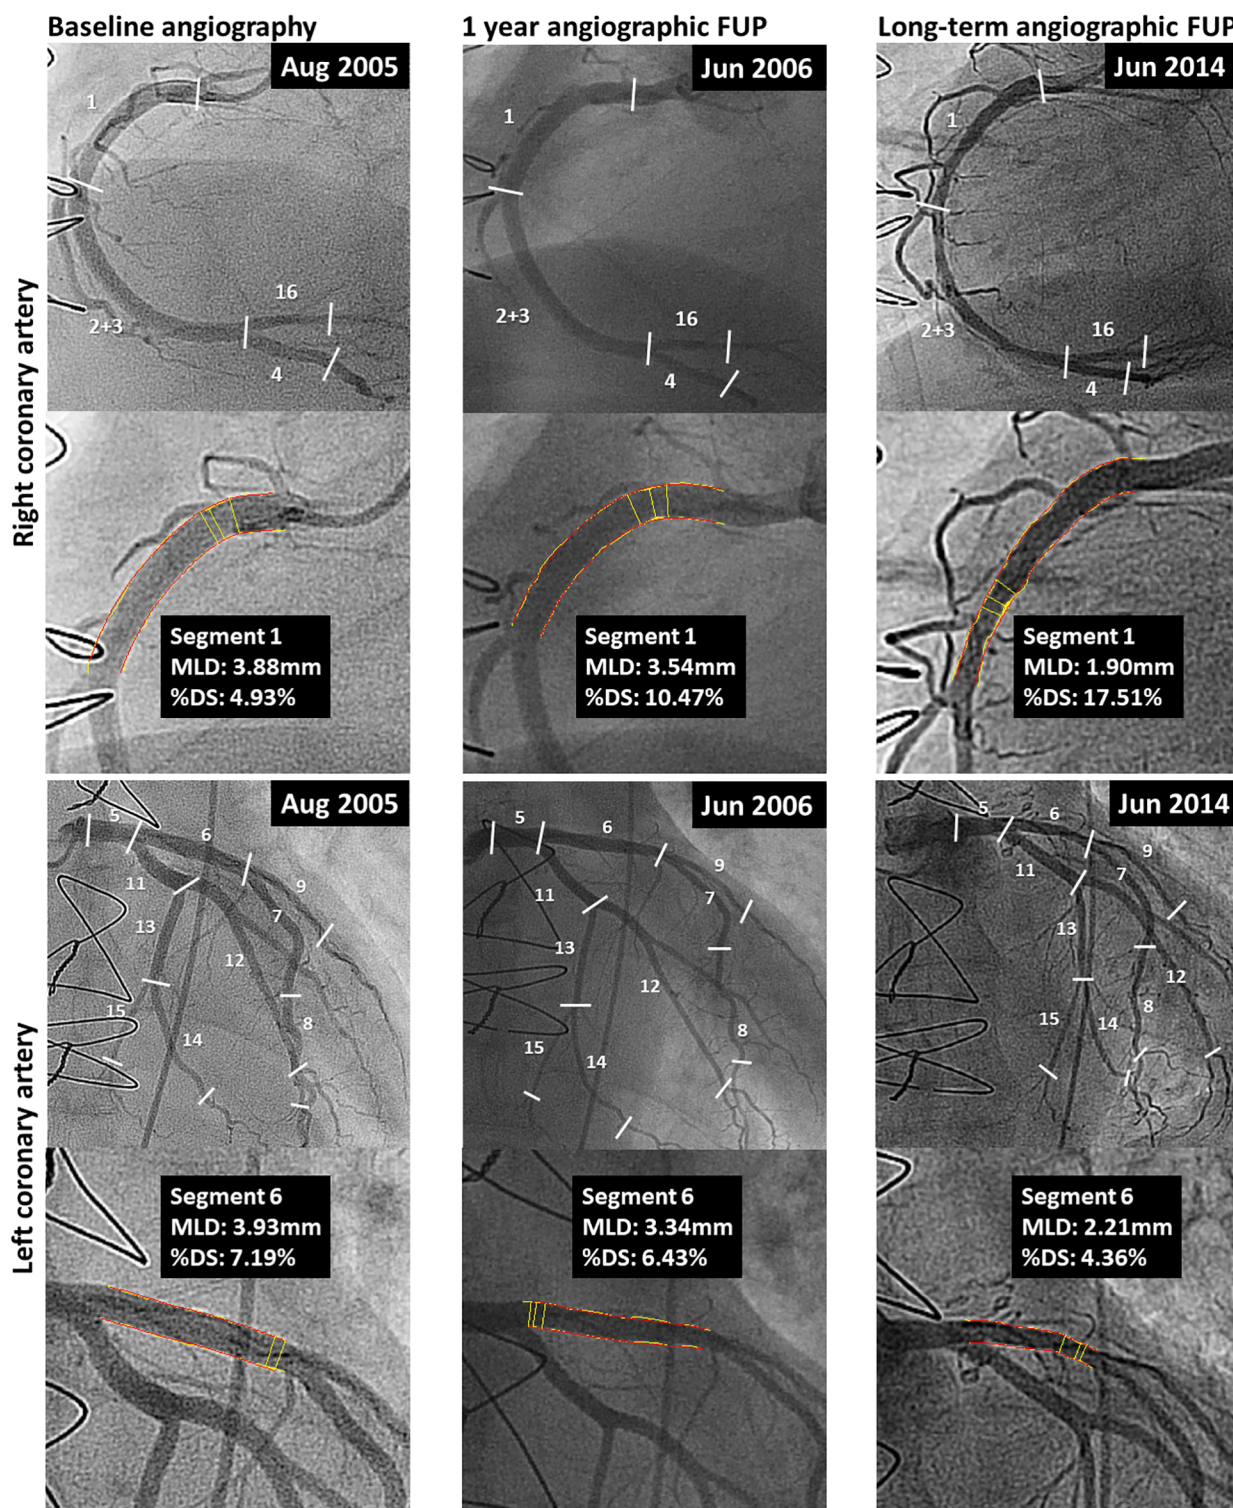 Baseline angiography
1 year angiographic FUP
Long-term angiographic FUP
Right coronary artery
Aug 2005
1
2+3
16
4
Jun 2006
1
2+3
16
4
Jun 2014
1
2+3
16
4
Segment 1
MLD: 3.88mm
%DS: 4.93%
Segment 1
MLD: 3.54mm
%DS: 10.47%
Segment 1
MLD: 1.90mm
%DS: 17.51%
Left coronary artery
Aug 2005
5
6
11
9
7
13
12
15
8
14
Jun 2006
5
6
9
11
7
13
12
8
15
14
Jun 2014
5
6
9
11
7
13
12
15
14
8
Segment 6
MLD: 3.93mm
%DS: 7.19%
Segment 6
MLD: 3.34mm
%DS: 6.43%
Segment 6
MLD: 2.21mm
%DS: 4.36%